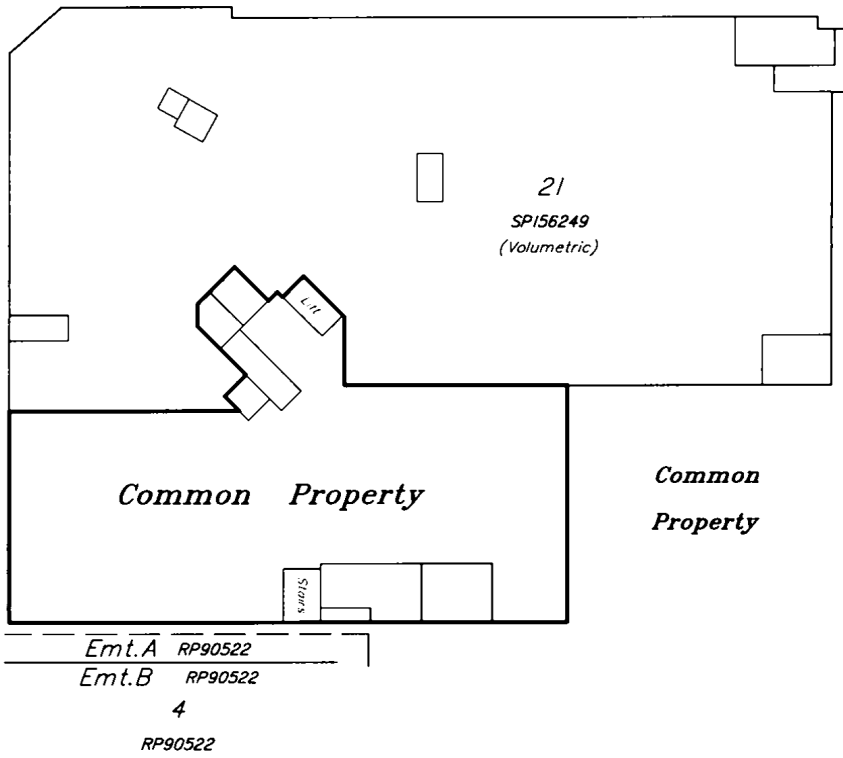 21
SP156249
(Volumetric)
Lift
Common Property
Common
Property
Stairs
Emt.A RP90522
Emt.B RP90522
4
RP90522